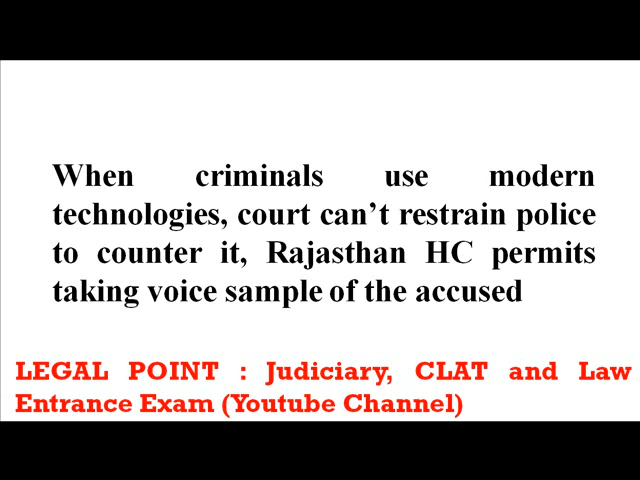 When criminals use modern
technologies, court can’t restrain police
to counter it, Rajasthan HC permits
taking voice sample of the accused
LEGAL POINT : Judiciary, CLAT and Law
Entrance Exam (Youtube Channel)